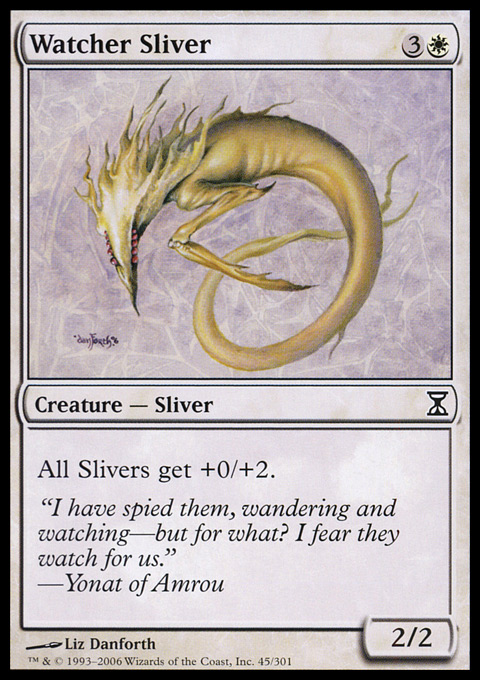 Watcher Sliver 3
Creature — Sliver
All Slivers get +0/+2.
“I have spied them, wandering and
watching—but for what? I fear they
watch for us.”
—Yonat of Amrou
Liz Danforth
2/2
™ & © 1993–2006 Wizards of the Coast, Inc. 45/301